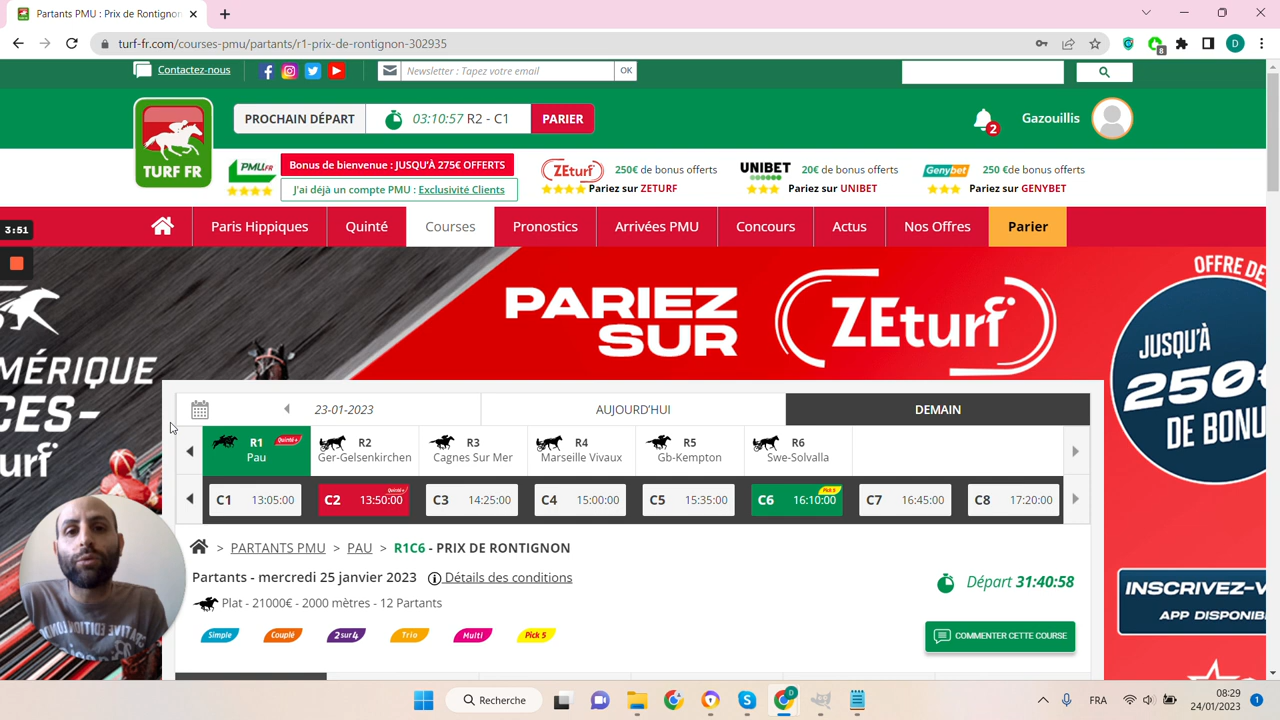 Partants PMU : Prix de Rontignon
turf-fr.com/courses-pmu/partants/r1-prix-de-rontignon-302935
8
D
Contactez-nous
Newsletter : Tapez votre email
OK
TURF FR
PROCHAIN DÉPART
03:10:57 R2 - C1
PARIER
2
Gazouillis
PMU.FR
Bonus de bienvenue : JUSQU'À 275€ OFFERTS
J'ai déjà un compte PMU : Exclusivité Clients
ZEturf
250€ de bonus offerts
Pariez sur ZETURF
UNIBET
20€ de bonus offerts
Pariez sur UNIBET
Genybet
250 €de bonus offerts
Pariez sur GENYBET
3:51
Paris Hippiques
Quinté
Courses
Pronostics
Arrivées PMU
Concours
Actus
Nos Offres
Parier
PARIEZ
SUR
ZEturf
OFFRE DE
JUSQU'À
250€
DE BONU
MÉRIQUE
CES-
urf
23-01-2023
AUJOURD'HUI
DEMAIN
R1
Quinté+
Pau
R2
Ger-Gelsenkirchen
R3
Cagnes Sur Mer
R4
Marseille Vivaux
R5
Gb-Kempton
R6
Swe-Solvalla
C1 13:05:00
C2 13:50:00
Quinté+
C3 14:25:00
C4 15:00:00
C5 15:35:00
C6 16:10:00
Pick 5
C7 16:45:00
C8 17:20:00
> PARTANTS PMU > PAU > R1C6 - PRIX DE RONTIGNON
Partants - mercredi 25 janvier 2023
Détails des conditions
Départ 31:40:58
Plat - 21000€ - 2000 mètres - 12 Partants
Simple
Couplé
2sur4
Trio
Multi
Pick 5
COMMENTER CETTE COURSE
INSCRIVEZ-V
APP DISPONIB
Recherche
D
FRA
08:29
24/01/2023
1